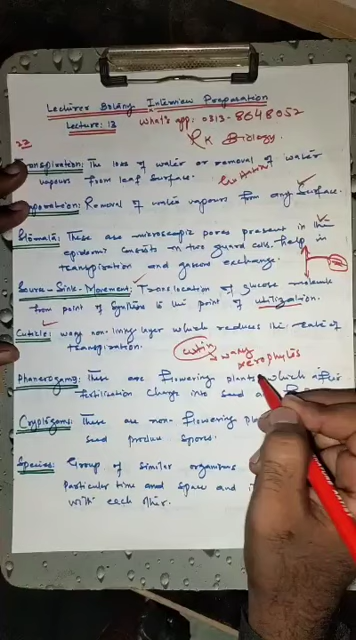 Lecturer Botany Interview Preparation
Lecture: 13 What's app: 0313-8648052
RK Biology
Transpiration: The loss of water or removal of water
vapours from leaf surface.
Evaporation: Removal of water vapours from any surface.
Stomata: These are microscopic pores present in the
epidermis consists in two guard cells, help in
transpiration and gaseous exchange.
Source-Sink-Movement: Translocation of glucose molecule
from point of synthesis to the point of utilization.
Cuticle: waxy non-living layer which reduces the rate of
transpiration.
Cutin → waxy
xerophytes
Phanerogams: These are flowering plants which after
fertilization change into seed
Cryptogams: These are non-flowering
seed produce spores.
Species: Group of similar organisms
particular time and space and
with each other.